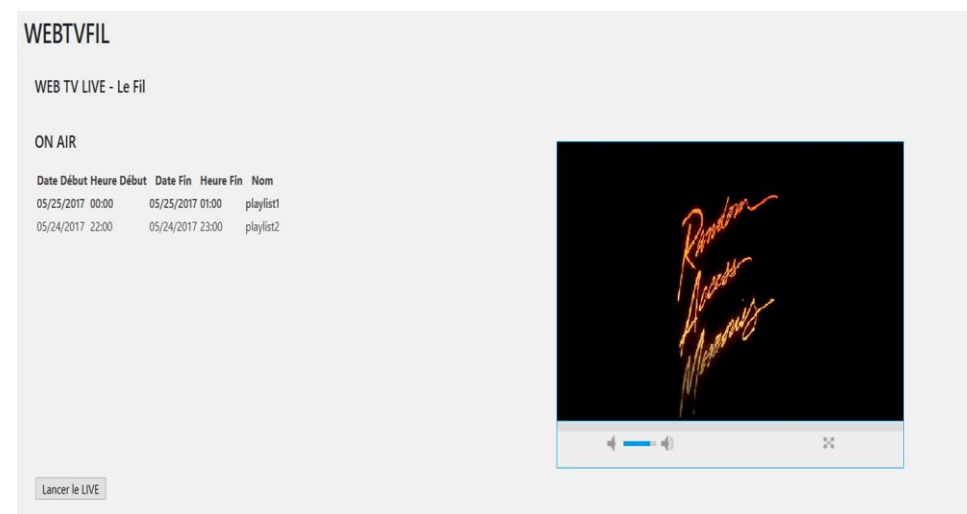 WEBTVFIL
WEB TV LIVE - Le Fil
ON AIR
Date Début Heure Début Date Fin Heure Fin Nom
05/25/2017 00:00 05/25/2017 01:00 playlist1
05/24/2017 22:00 05/24/2017 23:00 playlist2
Random
Access
Memories
Lancer le LIVE